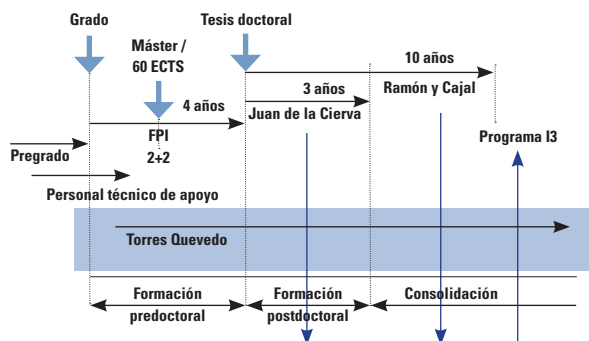 Grado
Tesis doctoral
Máster /
60 ECTS
10 años
4 años
3 años
Ramón y Cajal
Juan de la Cierva
FPI
2+2
Programa I3
Pregrado
Personal técnico de apoyo
Torres Quevedo
Formación
predoctoral
Formación
postdoctoral
Consolidación